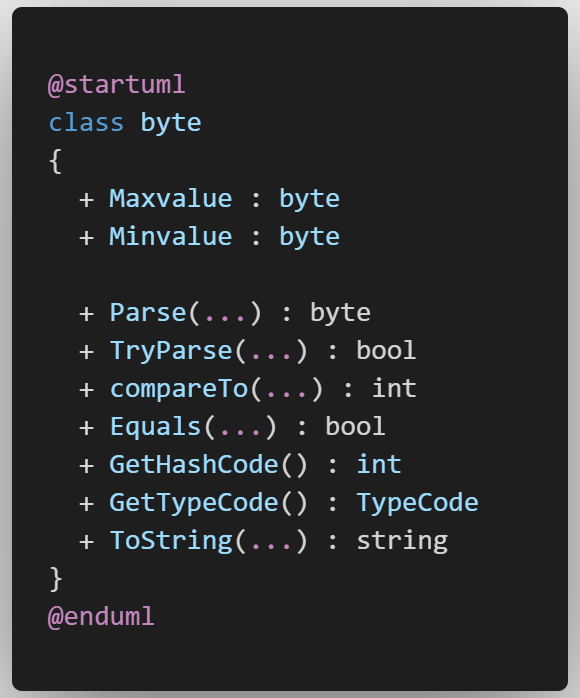 @startuml
class byte
{
+ Maxvalue : byte
+ Minvalue : byte
+ Parse(...) : byte
+ TryParse(...) : bool
+ compareTo(...) : int
+ Equals(...) : bool
+ GetHashCode() : int
+ GetTypeCode() : TypeCode
+ ToString(...) : string
}
@enduml